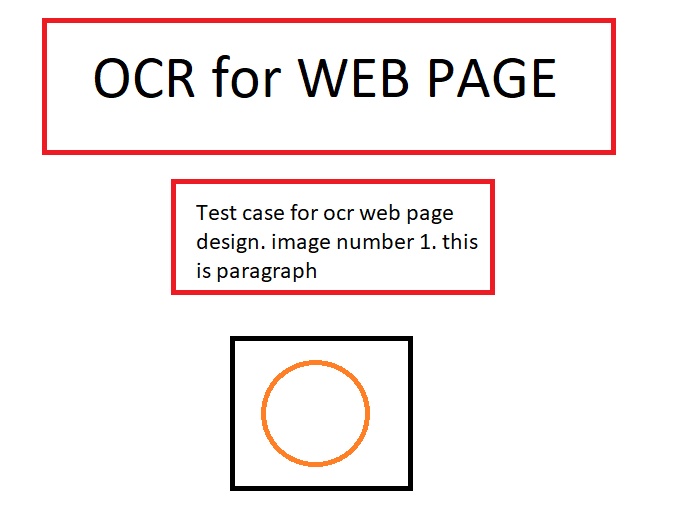 OCR for WEB PAGE
Test case for ocr web page
design. image number 1. this
is paragraph